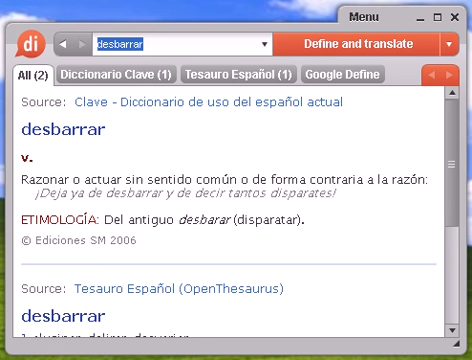 Menu
di
desbarrar
Define and translate
All (2)
Diccionario Clave (1)
Tesauro Español (1)
Google Define
Source: Clave - Diccionario de uso del español actual
desbarrar
v.
Razonar o actuar sin sentido común o de forma contraria a la razón:
¡Deja ya de desbarrar y de decir tantos disparates!
ETIMOLOGÍA: Del antiguo desbarar (disparatar).
© Ediciones SM 2006
Source: Tesauro Español (OpenThesaurus)
desbarrar